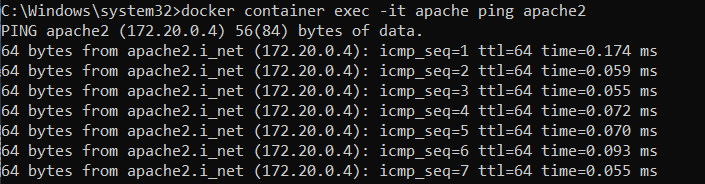 C:\Windows\system32>docker container exec -it apache ping apache2
PING apache2 (172.20.0.4) 56(84) bytes of data.
64 bytes from apache2.i_net (172.20.0.4): icmp_seq=1 ttl=64 time=0.174 ms
64 bytes from apache2.i_net (172.20.0.4): icmp_seq=2 ttl=64 time=0.059 ms
64 bytes from apache2.i_net (172.20.0.4): icmp_seq=3 ttl=64 time=0.055 ms
64 bytes from apache2.i_net (172.20.0.4): icmp_seq=4 ttl=64 time=0.072 ms
64 bytes from apache2.i_net (172.20.0.4): icmp_seq=5 ttl=64 time=0.070 ms
64 bytes from apache2.i_net (172.20.0.4): icmp_seq=6 ttl=64 time=0.093 ms
64 bytes from apache2.i_net (172.20.0.4): icmp_seq=7 ttl=64 time=0.055 ms